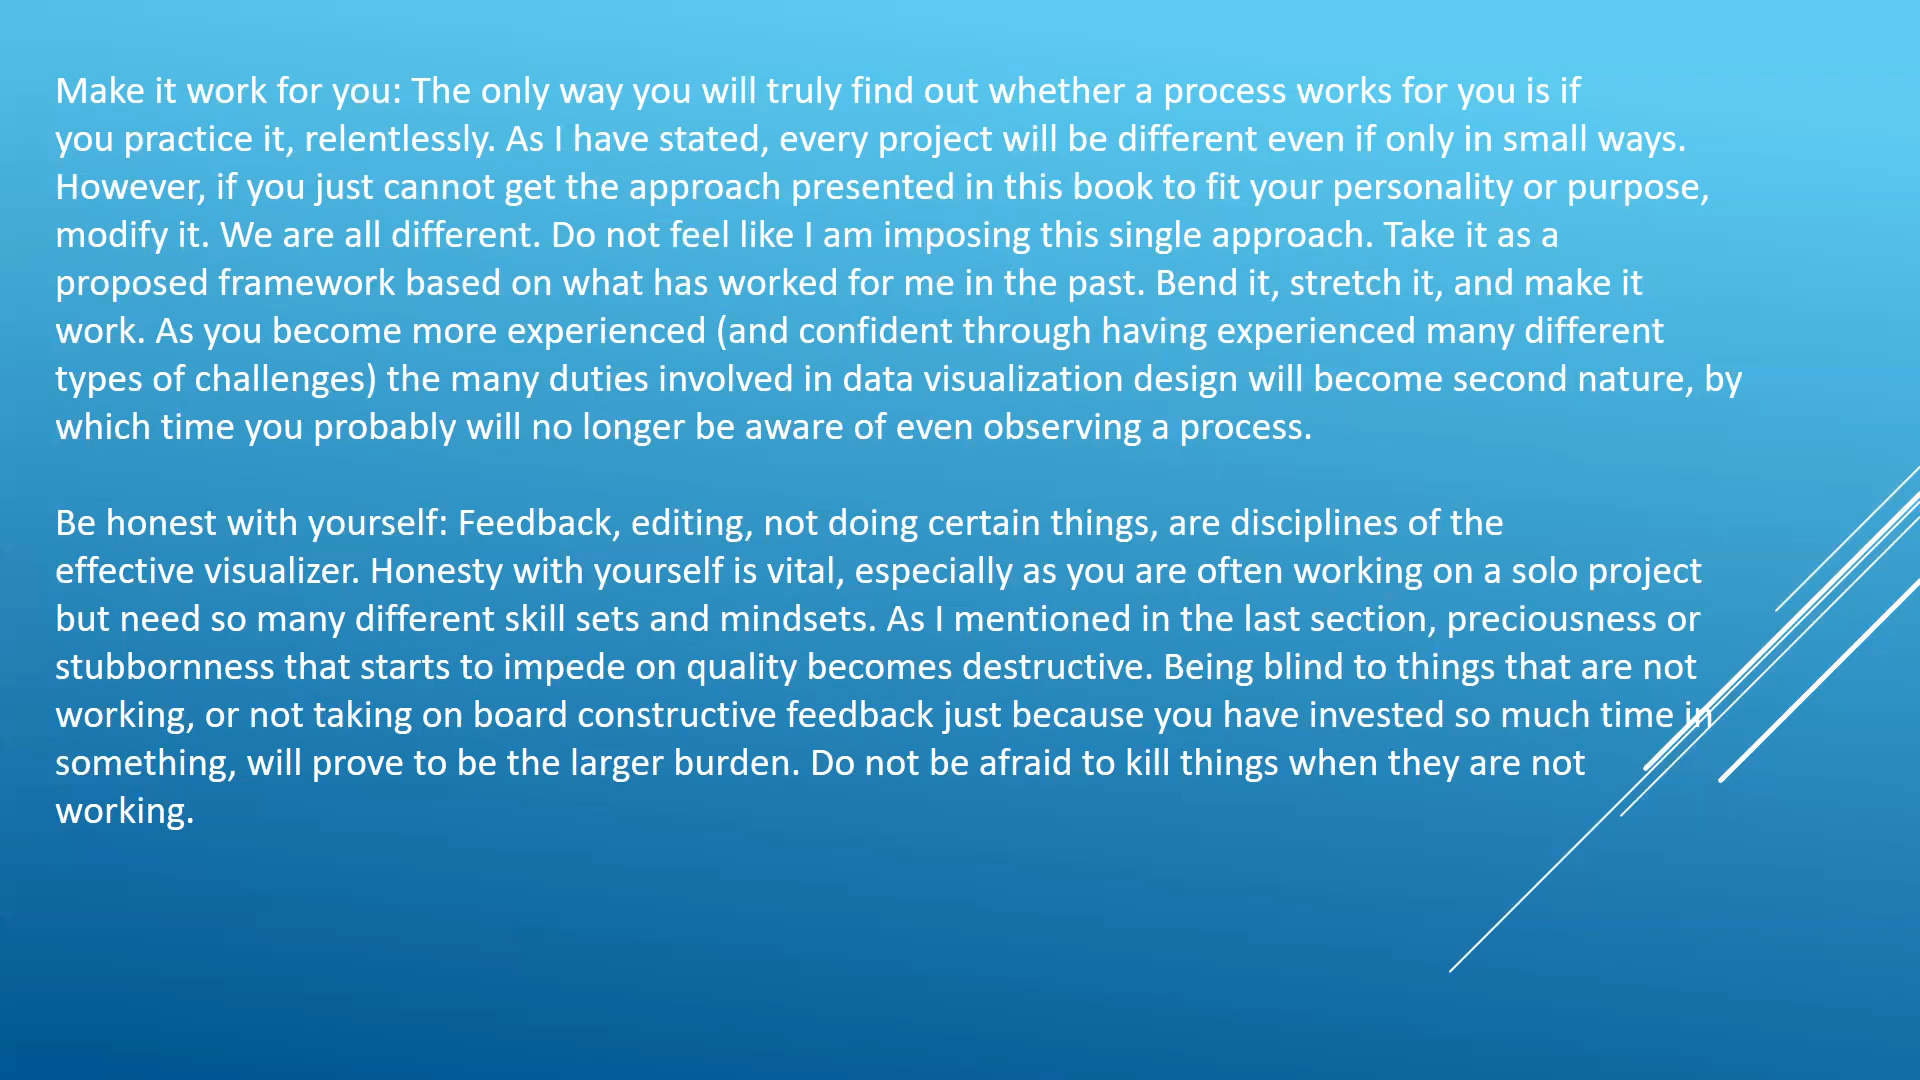 Make it work for you: The only way you will truly find out whether a process works for you is if
you practice it, relentlessly. As I have stated, every project will be different even if only in small ways.
However, if you just cannot get the approach presented in this book to fit your personality or purpose,
modify it. We are all different. Do not feel like I am imposing this single approach. Take it as a
proposed framework based on what has worked for me in the past. Bend it, stretch it, and make it
work. As you become more experienced (and confident through having experienced many different
types of challenges) the many duties involved in data visualization design will become second nature, by
which time you probably will no longer be aware of even observing a process.
Be honest with yourself: Feedback, editing, not doing certain things, are disciplines of the
effective visualizer. Honesty with yourself is vital, especially as you are often working on a solo project
but need so many different skill sets and mindsets. As I mentioned in the last section, preciousness or
stubbornness that starts to impede on quality becomes destructive. Being blind to things that are not
working, or not taking on board constructive feedback just because you have invested so much time in
something, will prove to be the larger burden. Do not be afraid to kill things when they are not
working.